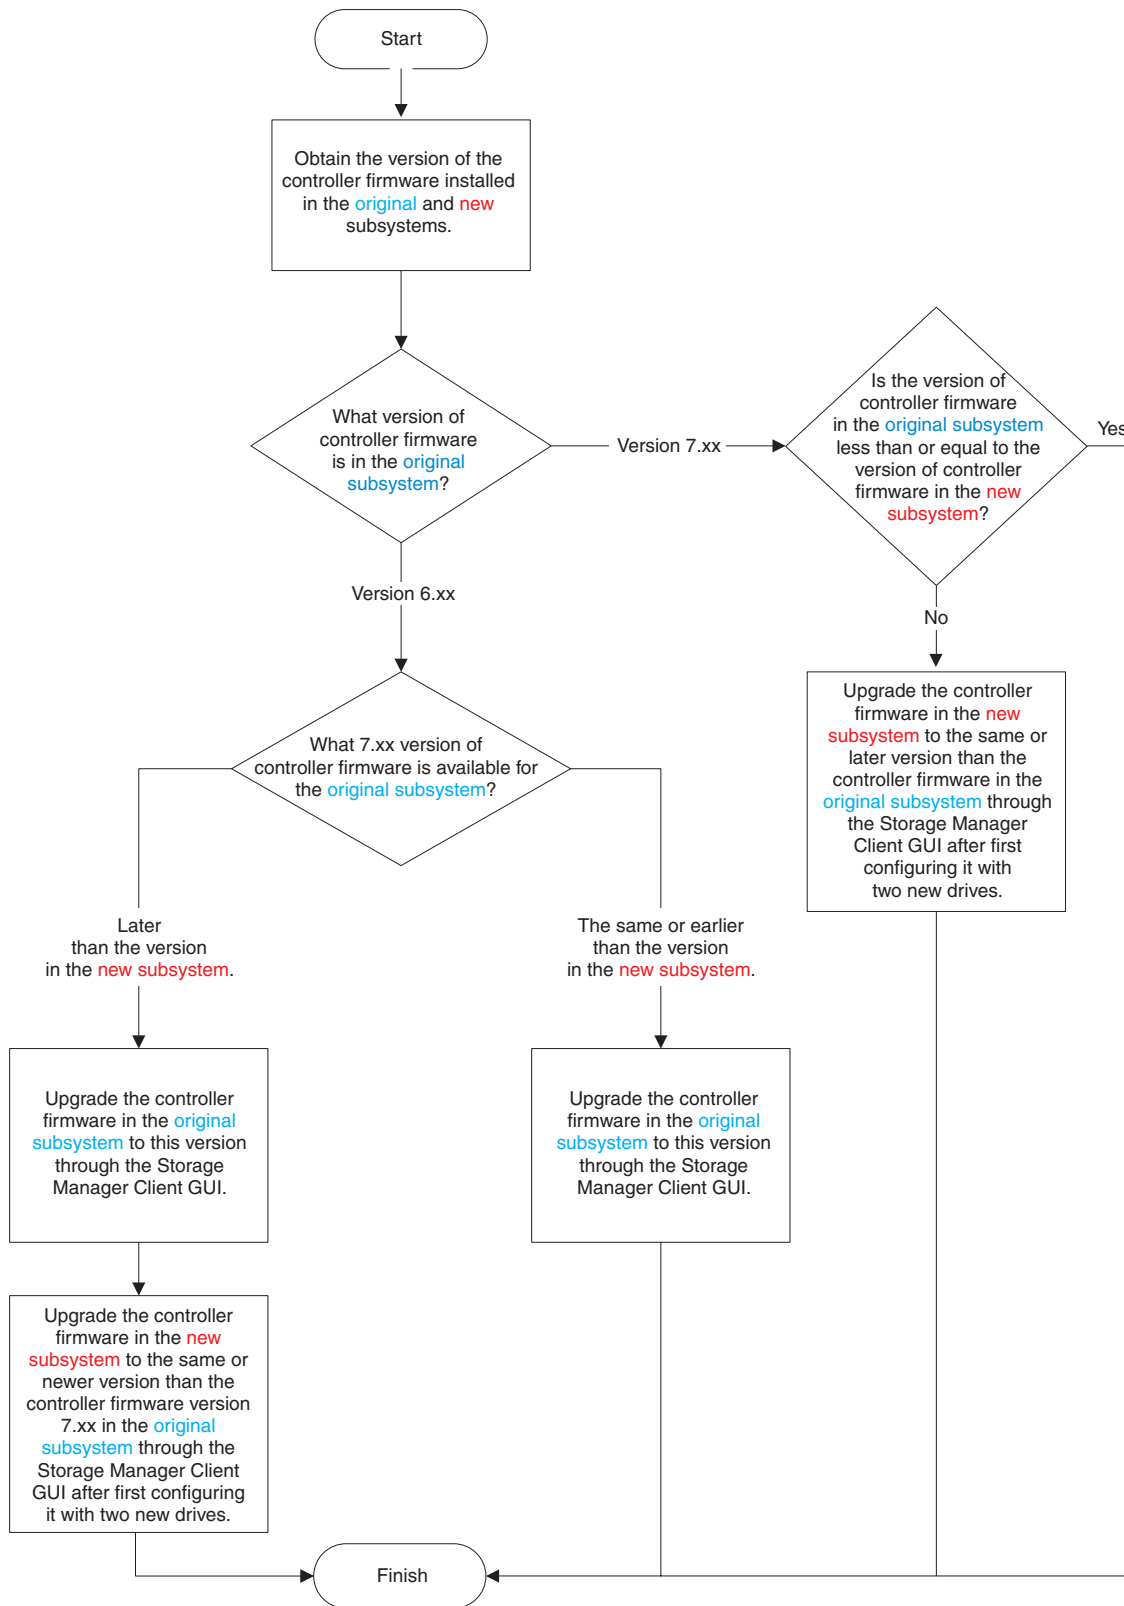 Start
Obtain the version of the
controller firmware installed
in the original and new
subsystems.
What version of
controller firmware
is in the original
subsystem?
Version 7.xx
Is the version of
controller firmware
in the original subsystem
less than or equal to the
version of controller
firmware in the new
subsystem?
Yes
Version 6.xx
No
Upgrade the controller
firmware in the new
subsystem to the same or
later version than the
controller firmware in the
original subsystem through
the Storage Manager
Client GUI after first
configuring it with
two new drives.
What 7.xx version of
controller firmware is available for
the original subsystem?
Later
than the version
in the new subsystem.
The same or earlier
than the version
in the new subsystem.
Upgrade the controller
firmware in the original
subsystem to this version
through the Storage
Manager Client GUI.
Upgrade the controller
firmware in the original
subsystem to this version
through the Storage
Manager Client GUI.
Upgrade the controller
firmware in the new
subsystem to the same or
newer version than the
controller firmware version
7.xx in the original
subsystem through the
Storage Manager Client
GUI after first configuring
it with two new drives.
Finish